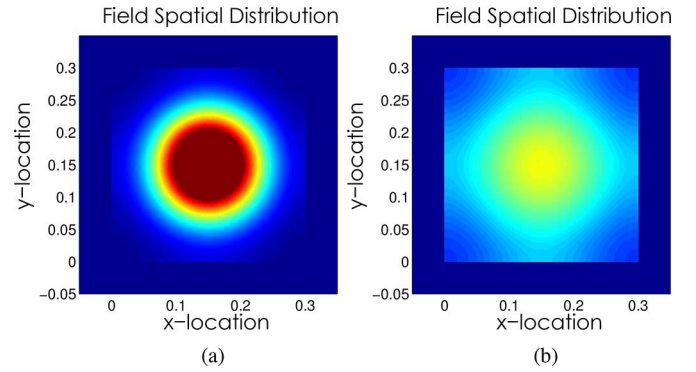 Field Spatial Distribution
y-location
0.3
0.25
0.2
0.15
0.1
0.05
0
-0.05
0 0.1 0.2 0.3
x-location
(a)
Field Spatial Distribution
y-location
0.3
0.25
0.2
0.15
0.1
0.05
0
-0.05
0 0.1 0.2 0.3
x-location
(b)